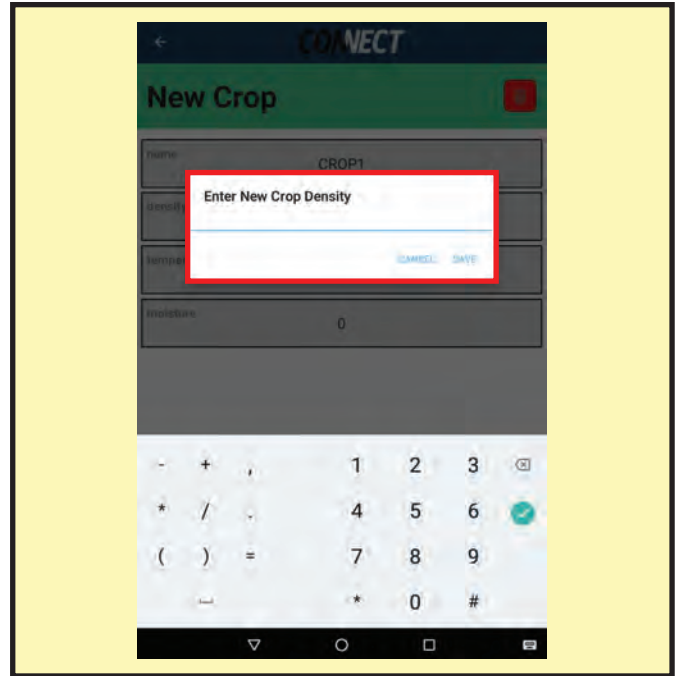 CONNECT
New Crop
name
CROP1
density
Enter New Crop Density
CANCEL SAVE
moisture
0
- + , 1 2 3
* / . 4 5 6
( ) = 7 8 9
* 0 #